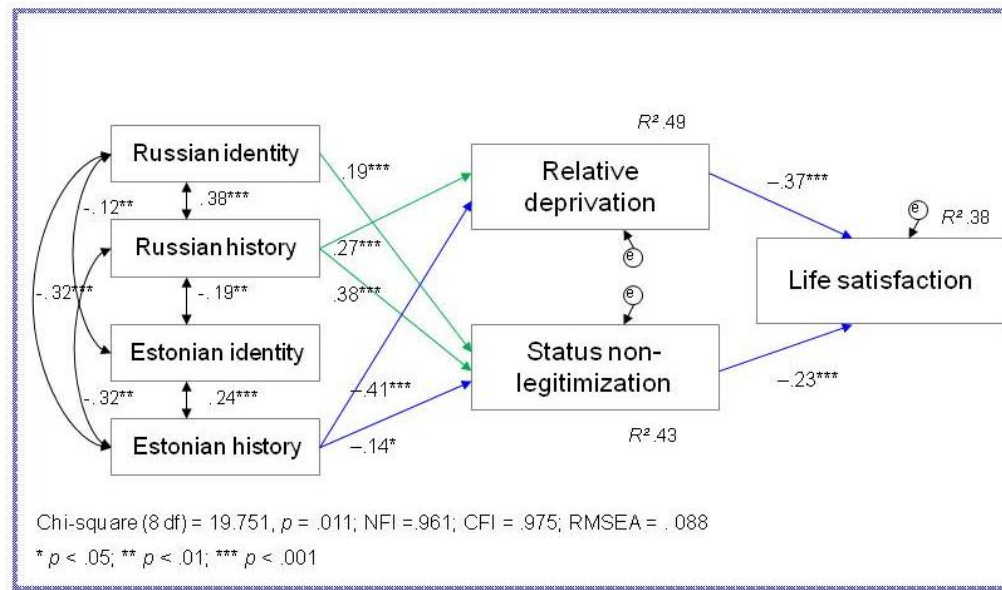 R² .49
Russian identity
Relative
deprivation
.19***
–.37***
-.12**
.38***
e
R² .38
Russian history
.27***
e
Life satisfaction
-.32***
-.19**
.38***
e
Estonian identity
Status non-
legitimization
-.32**
.24***
–.41***
–.23***
Estonian history
–.14*
R² .43
Chi-square (8 df) = 19.751, p = .011; NFI =.961; CFI = .975; RMSEA = . 088
* p < .05; ** p < .01; *** p < .001